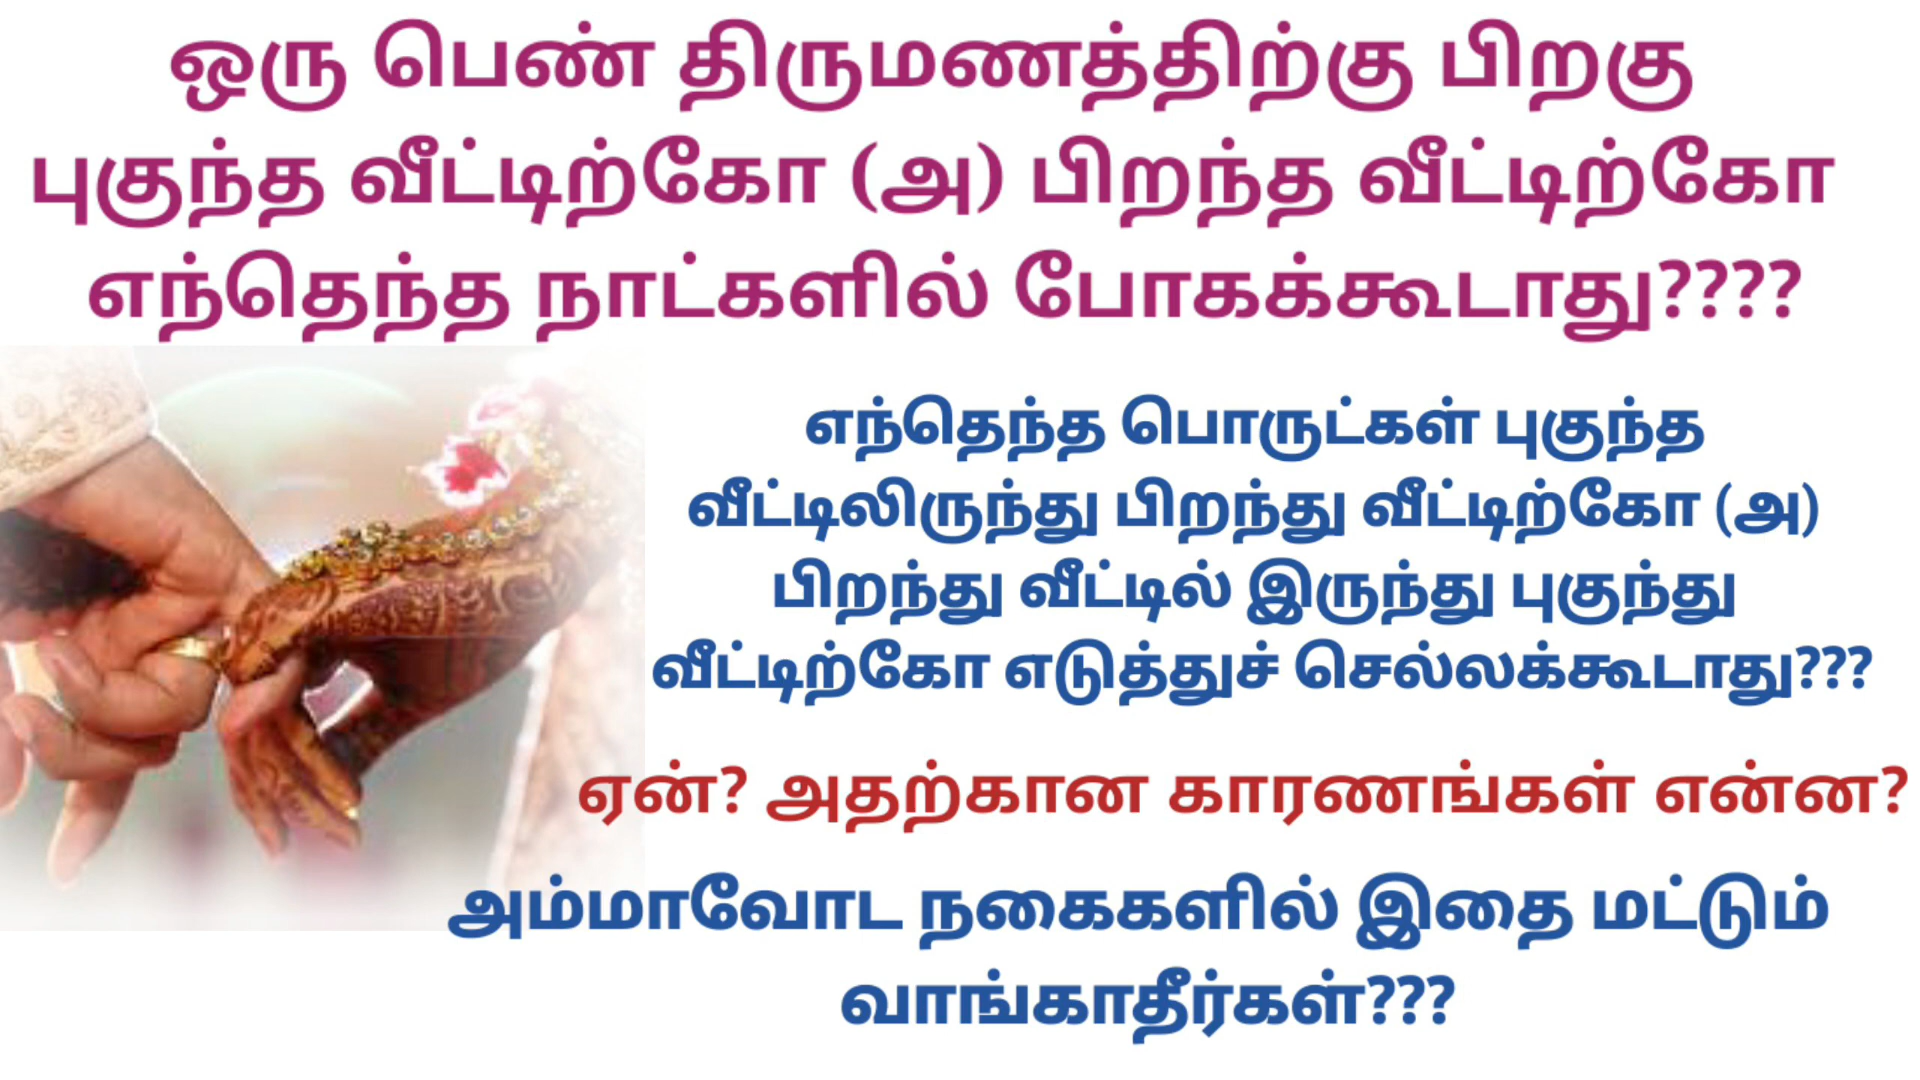 ஒரு பெண் திருமணத்திற்கு பிறகு
புகுந்த வீட்டிற்கோ (அ) பிறந்த வீட்டிற்கோ
எந்தெந்த நாட்களில் போகக்கூடாது????
எந்தெந்த பொருட்கள் புகுந்த
வீட்டிலிருந்து பிறந்து வீட்டிற்கோ (அ)
பிறந்து வீட்டில் இருந்து புகுந்து
வீட்டிற்கோ எடுத்துச் செல்லக்கூடாது???
ஏன்? அதற்கான காரணங்கள் என்ன?
அம்மாவோட நகைகளில் இதை மட்டும்
வாங்காதீர்கள்???